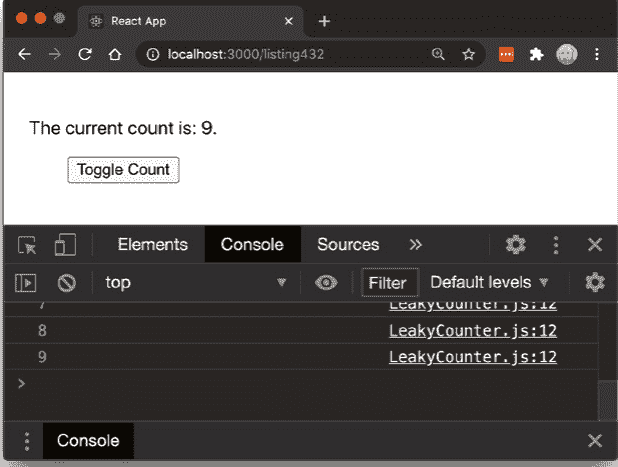 React App
localhost:3000/listing432
The current count is: 9.
Toggle Count
Elements Console Sources
top Filter Default levels
7 LeakyCounter.js:12
8 LeakyCounter.js:12
9 LeakyCounter.js:12
Console